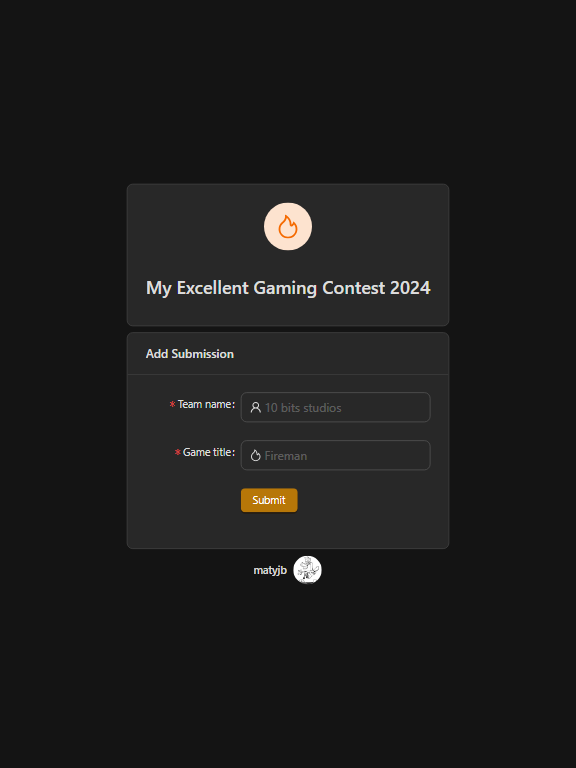 My Excellent Gaming Contest 2024
Add Submission
* Team name: 10 bits studios
* Game title: Fireman
Submit
matyjb